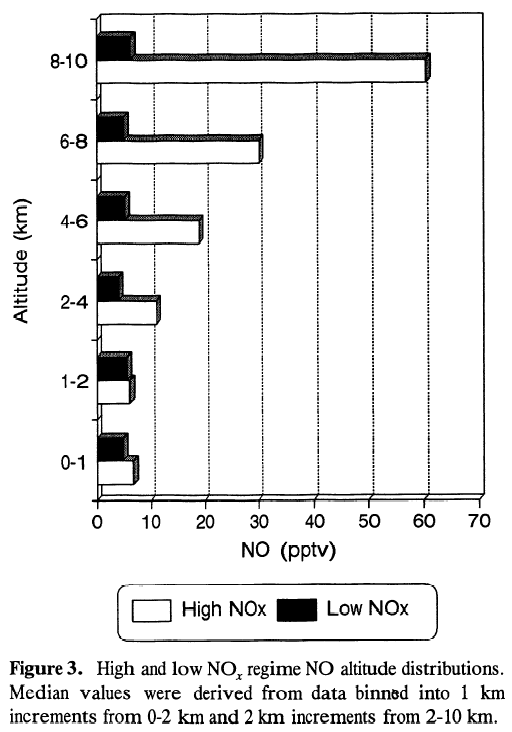 8-10
6-8
4-6
2-4
1-2
0-1
Altitude (km)
0 10 20 30 40 50 60 70
NO (pptv)
High NOx Low NOx
Figure 3. High and low NOₓ regime NO altitude distributions.
Median values were derived from data binned into 1 km
increments from 0-2 km and 2 km increments from 2-10 km.